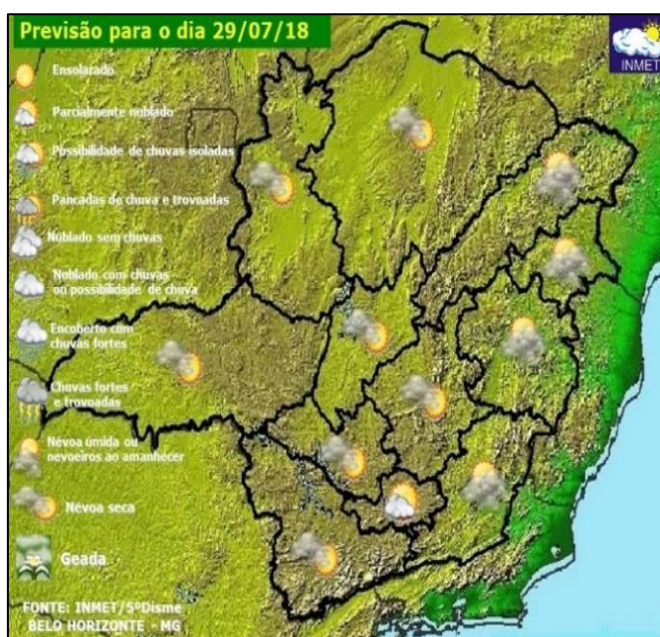 Previsão para o dia 29/07/18
INMET
Ensolarado
Parcialmente nublado
Possibilidade de chuvas isoladas
Pancadas de chuva e trovoadas
Nublado sem chuvas
Nublado com chuvas
ou possibilidade de chuva
Encoberto com
chuvas fortes
Chuvas fortes
e trovoadas
Névoa úmida ou
nevoeiros ao amanhecer
Névoa seca
Geada
FONTE: INMET/5ºDisme
BELO HORIZONTE - MG